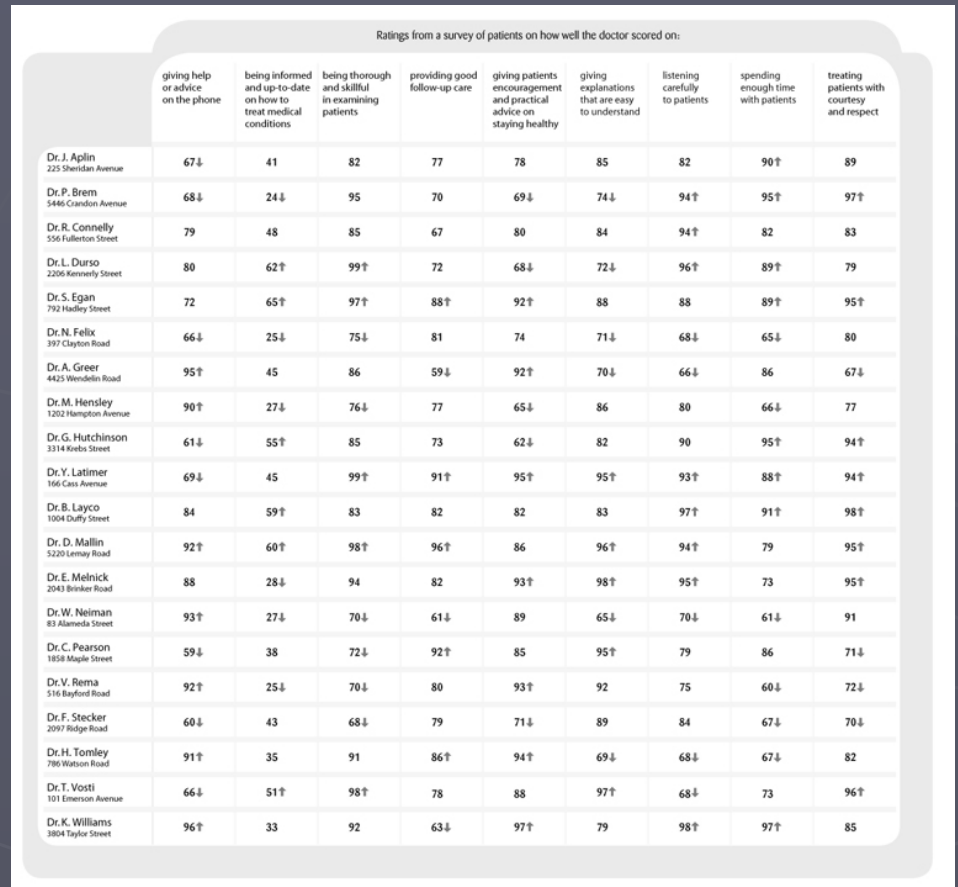 Ratings from a survey of patients on how well the doctor scored on:
giving help or advice on the phone
being informed and up-to-date on how to treat medical conditions
being thorough and skillful in examining patients
providing good follow-up care
giving patients encouragement and practical advice on staying healthy
giving explanations that are easy to understand
listening carefully to patients
spending enough time with patients
treating patients with courtesy and respect
Dr. J. Aplin 67↓ 41 82 77 78 85 82 90↑ 89
225 Sheridan Avenue
Dr. P. Brem 68↓ 24↓ 95 70 69↓ 74↓ 94↑ 95↑ 97↑
5446 Crandon Avenue
Dr. R. Connelly 79 48 85 67 80 84 94↑ 82 83
556 Fullerton Street
Dr. L. Durso 80 62↑ 99↑ 72 68↓ 72↓ 96↑ 89↑ 79
2206 Kennerly Street
Dr. S. Egan 72 65↑ 97↑ 88↑ 92↑ 88 88 89↑ 95↑
792 Hadley Street
Dr. N. Felix 66↓ 25↓ 75↓ 81 74 71↓ 68↓ 65↓ 80
397 Clayton Road
Dr. A. Greer 95↑ 45 86 59↓ 92↑ 70↓ 66↓ 86 67↓
4425 Wendelin Road
Dr. M. Hensley 90↑ 27↓ 76↓ 77 65↓ 86 80 66↓ 77
1202 Hampton Avenue
Dr. G. Hutchinson 61↓ 55↑ 85 73 62↓ 82 90 95↑ 94↑
3314 Krebs Street
Dr. Y. Latimer 69↓ 45 99↑ 91↑ 95↑ 95↑ 93↑ 88↑ 94↑
166 Cass Avenue
Dr. B. Layco 84 59↑ 83 82 82 83 97↑ 91↑ 98↑
1004 Duffy Street
Dr. D. Mallin 92↑ 60↑ 98↑ 96↑ 86 96↑ 94↑ 79 95↑
5220 Lemay Road
Dr. E. Melnick 88 28↓ 94 82 93↑ 98↑ 95↑ 73 95↑
2043 Brinker Road
Dr. W. Neiman 93↑ 27↓ 70↓ 61↓ 89 65↓ 70↓ 61↓ 91
83 Alameda Street
Dr. C. Pearson 59↓ 38 72↓ 92↑ 85 95↑ 79 86 71↓
1858 Maple Street
Dr. V. Rema 92↑ 25↓ 70↓ 80 93↑ 92 75 60↓ 72↓
516 Bayford Road
Dr. F. Stecker 60↓ 43 68↓ 79 71↓ 89 84 67↓ 70↓
2097 Ridge Road
Dr. H. Tomley 91↑ 35 91 86↑ 94↑ 69↓ 68↓ 67↓ 82
786 Watson Road
Dr. T. Vosti 66↓ 51↑ 98↑ 78 88 97↑ 68↓ 73 96↑
101 Emerson Avenue
Dr. K. Williams 96↑ 33 92 63↓ 97↑ 79 98↑ 97↑ 85
3804 Taylor Street